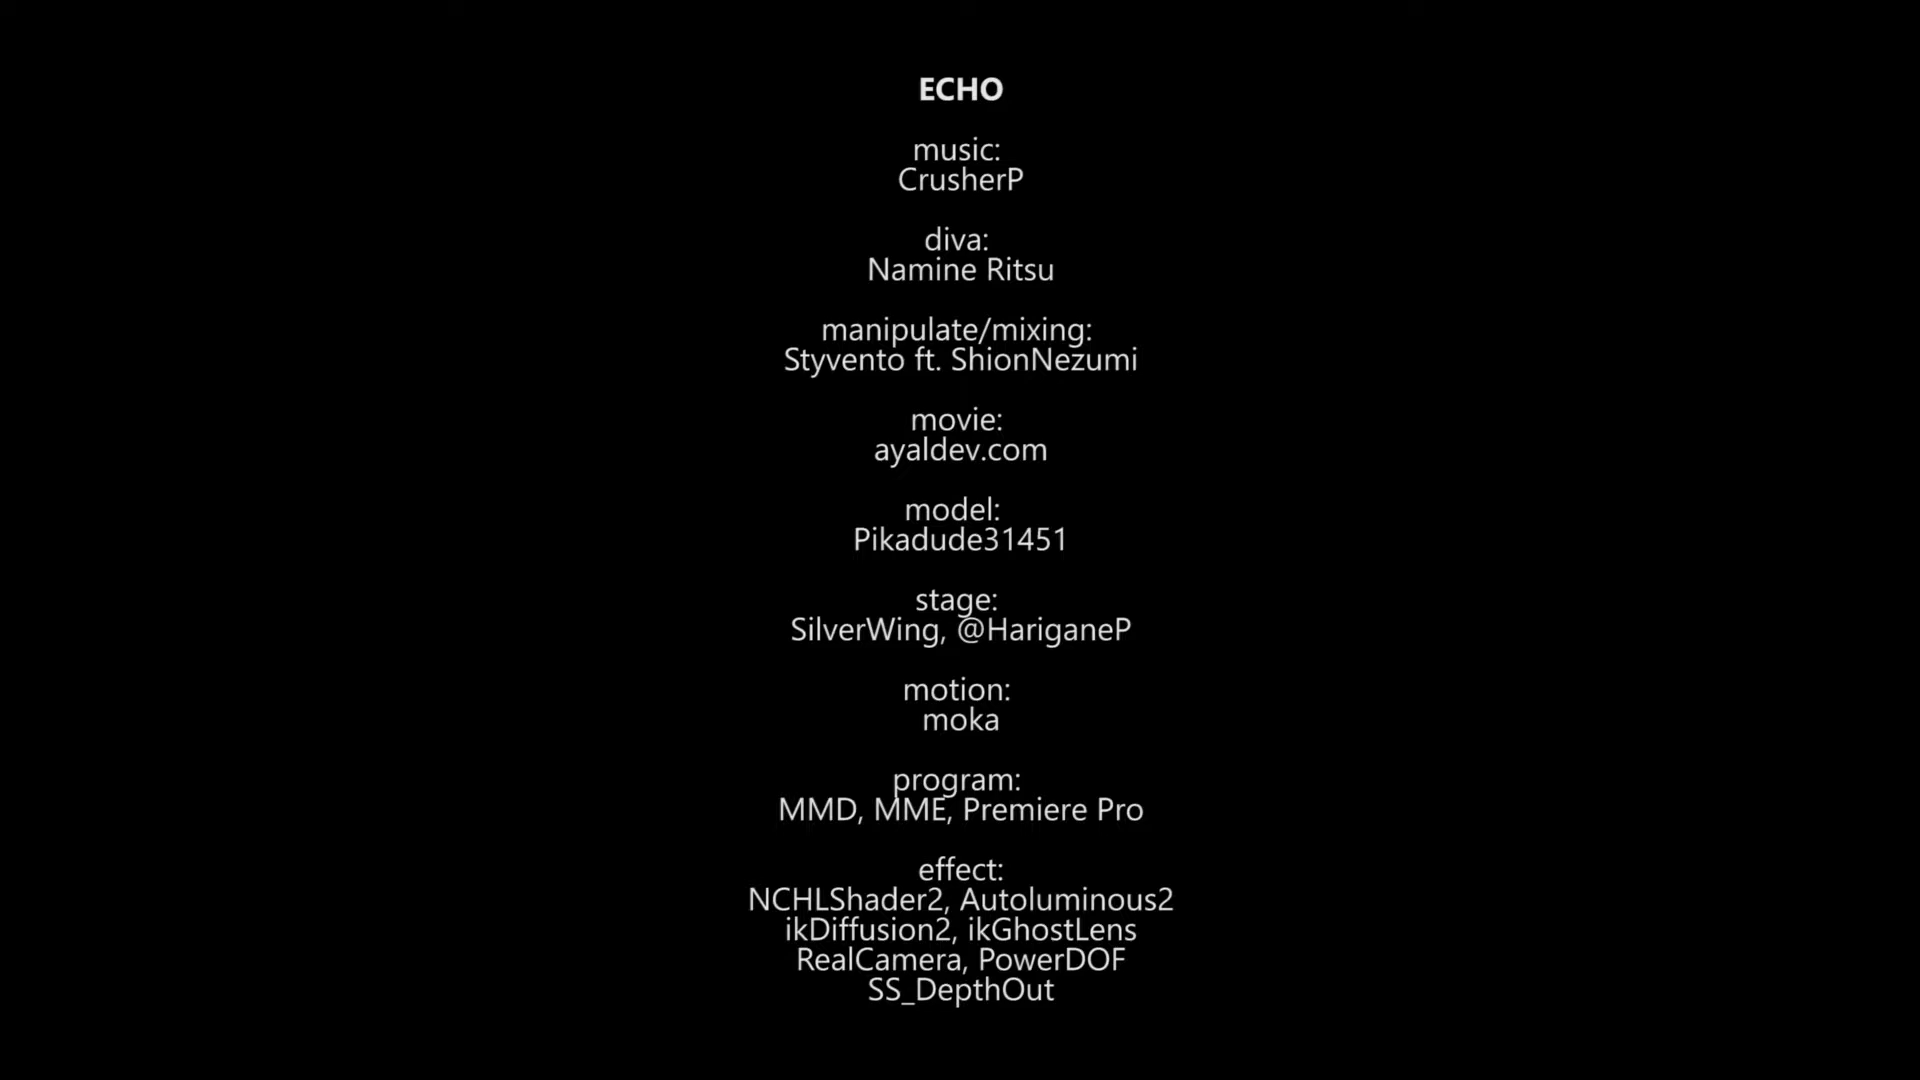 ECHO
music:
CrusherP
diva:
Namine Ritsu
manipulate/mixing:
Styvento ft. ShionNezumi
movie:
ayaldev.com
model:
Pikadude31451
stage:
SilverWing, @HariganeP
motion:
moka
program:
MMD, MME, Premiere Pro
effect:
NCHLShader2, Autoluminous2
ikDiffusion2, ikGhostLens
RealCamera, PowerDOF
SS_DepthOut